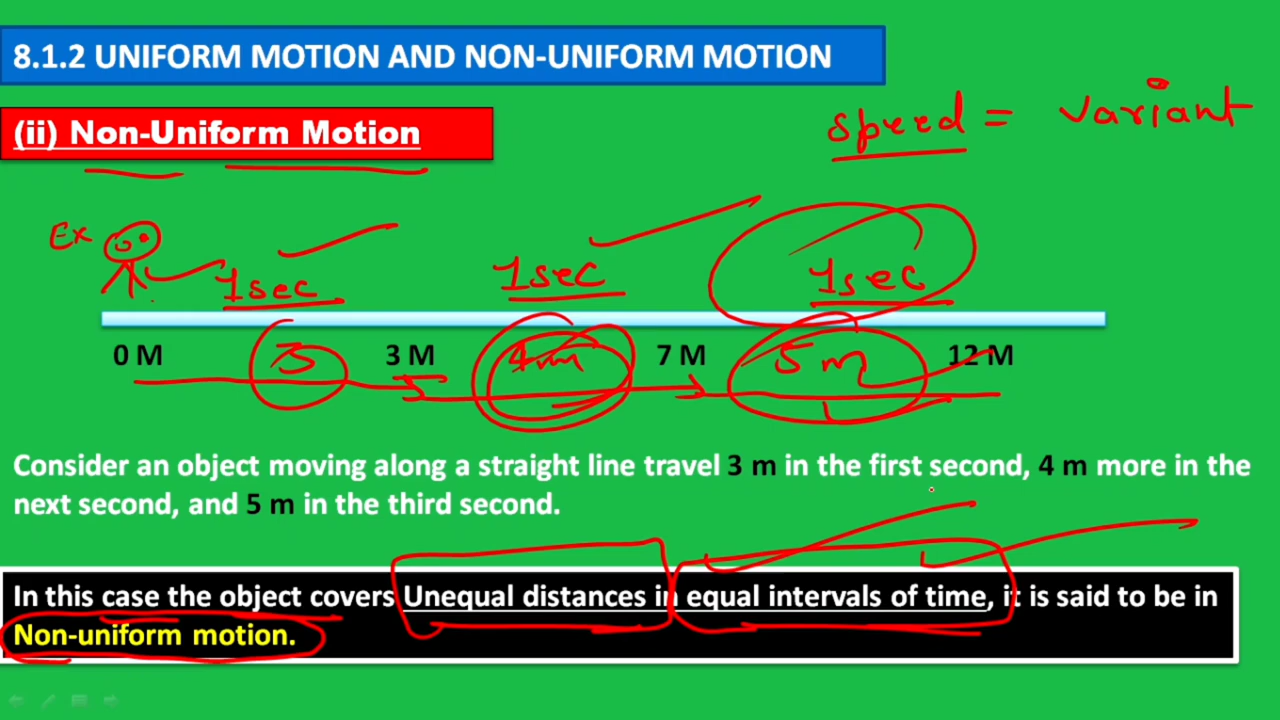 8.1.2 UNIFORM MOTION AND NON-UNIFORM MOTION
(ii) Non-Uniform Motion
speed = variant
Ex
1sec 1sec 1sec
0 M 3 3 M 4m 7 M 5m 12 M
Consider an object moving along a straight line travel 3 m in the first second, 4 m more in the
next second, and 5 m in the third second.
In this case the object covers Unequal distances in equal intervals of time, it is said to be in
Non-uniform motion.